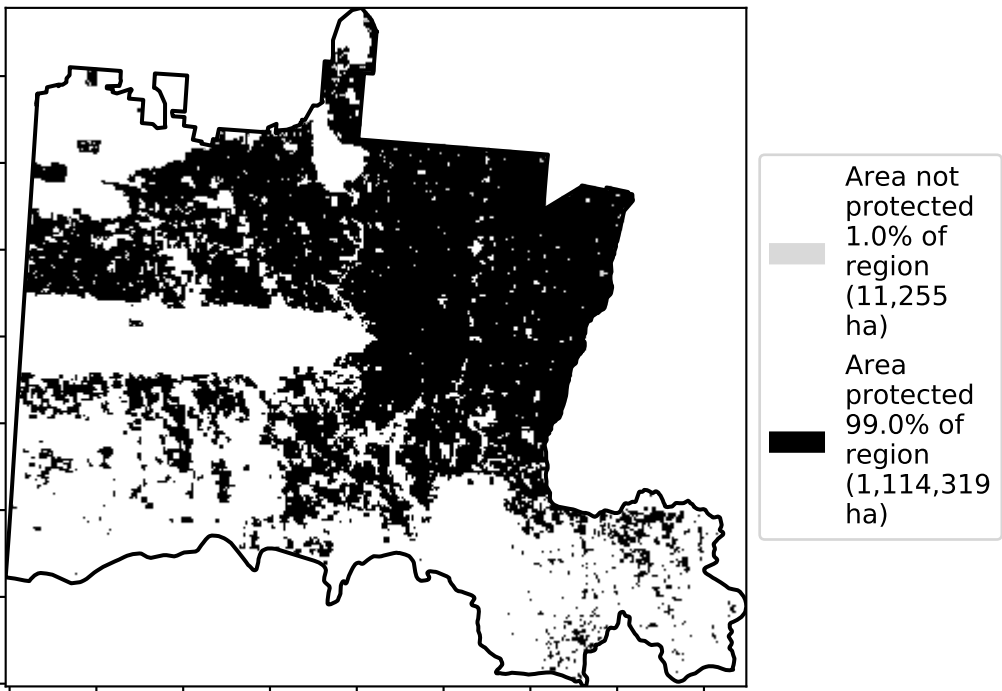 Area not
protected
1.0% of
region
(11,255
ha)
Area
protected
99.0% of
region
(1,114,319
ha)